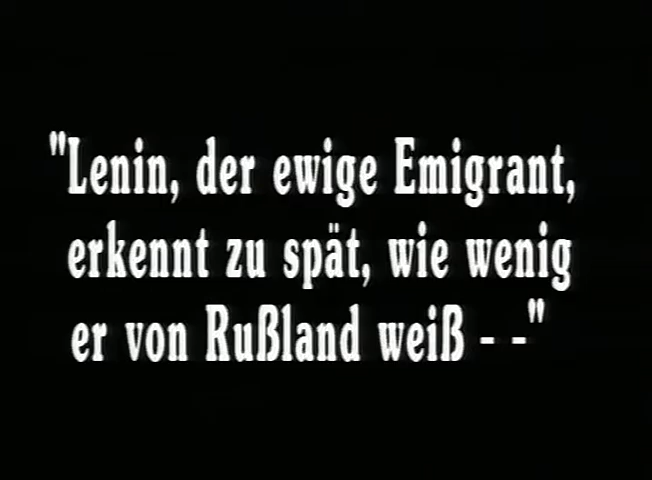 "Lenin, der ewige Emigrant,
erkennt zu spät, wie wenig
er von Rußland weiß - -"